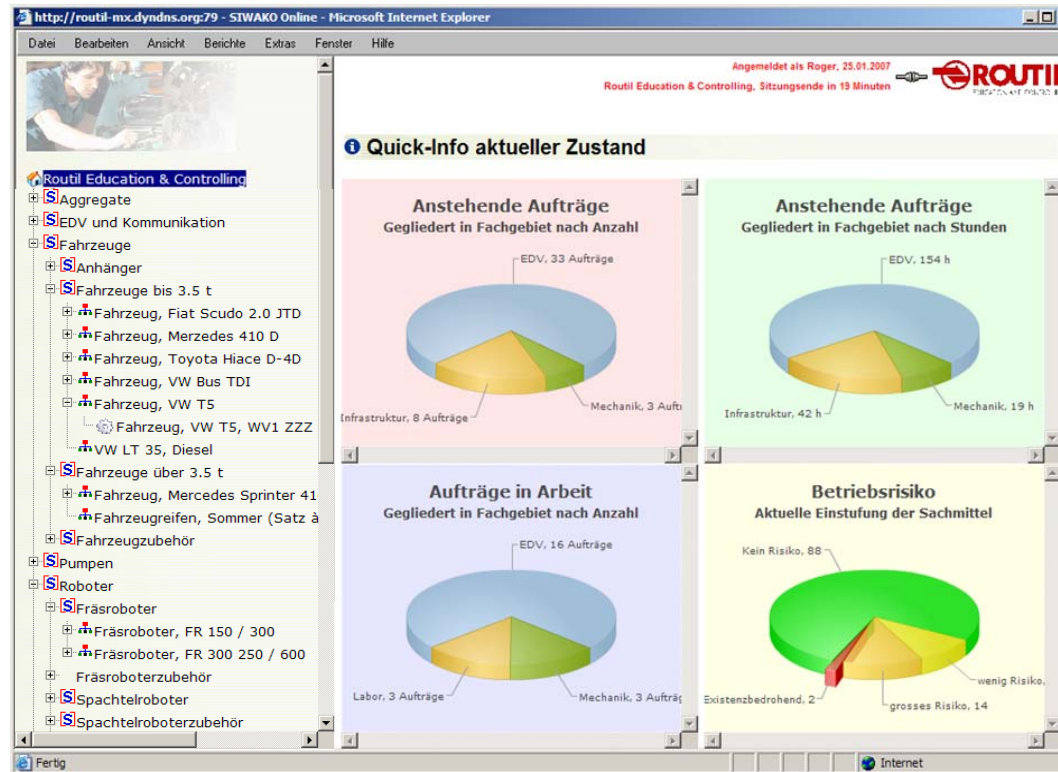 http://routil-mx.dyndns.org:79 - SIWAKO Online - Microsoft Internet Explorer
Datei Bearbeiten Ansicht Berichte Extras Fenster Hilfe
Angemeldet als Roger, 25.01.2007
Routil Education & Controlling, Sitzungsende in 19 Minuten
ROUTIL
Quick-Info aktueller Zustand
Routil Education & Controlling
Aggregate
EDV und Kommunikation
Fahrzeuge
Anhänger
Fahrzeuge bis 3.5 t
Fahrzeug, Fiat Scudo 2.0 JTD
Fahrzeug, Merzedes 410 D
Fahrzeug, Toyota Hiace D-4D
Fahrzeug, VW Bus TDI
Fahrzeug, VW T5
Fahrzeug, VW T5, WV1 ZZZ
VW LT 35, Diesel
Fahrzeuge über 3.5 t
Fahrzeug, Mercedes Sprinter 41
Fahrzeugreifen, Sommer (Satz à
Fahrzeugzubehör
Pumpen
Roboter
Fräsroboter
Fräsroboter, FR 150 / 300
Fräsroboter, FR 300 250 / 600
Fräsroboterzubehör
Spachtelroboter
Spachtelroboterzubehör
Anstehende Aufträge
Gegliedert in Fachgebiet nach Anzahl
EDV, 33 Aufträge
Infrastruktur, 8 Aufträge
Mechanik, 3 Auftr
Anstehende Aufträge
Gegliedert in Fachgebiet nach Stunden
EDV, 154 h
Infrastruktur, 42 h
Mechanik, 19 h
Aufträge in Arbeit
Gegliedert in Fachgebiet nach Anzahl
EDV, 16 Aufträge
Labor, 3 Aufträge
Mechanik, 3 Aufträg
Betriebsrisiko
Aktuelle Einstufung der Sachmittel
Kein Risiko, 88
wenig Risiko,
Existenzbedrohend, 2
grosses Risiko, 14
Fertig
Internet